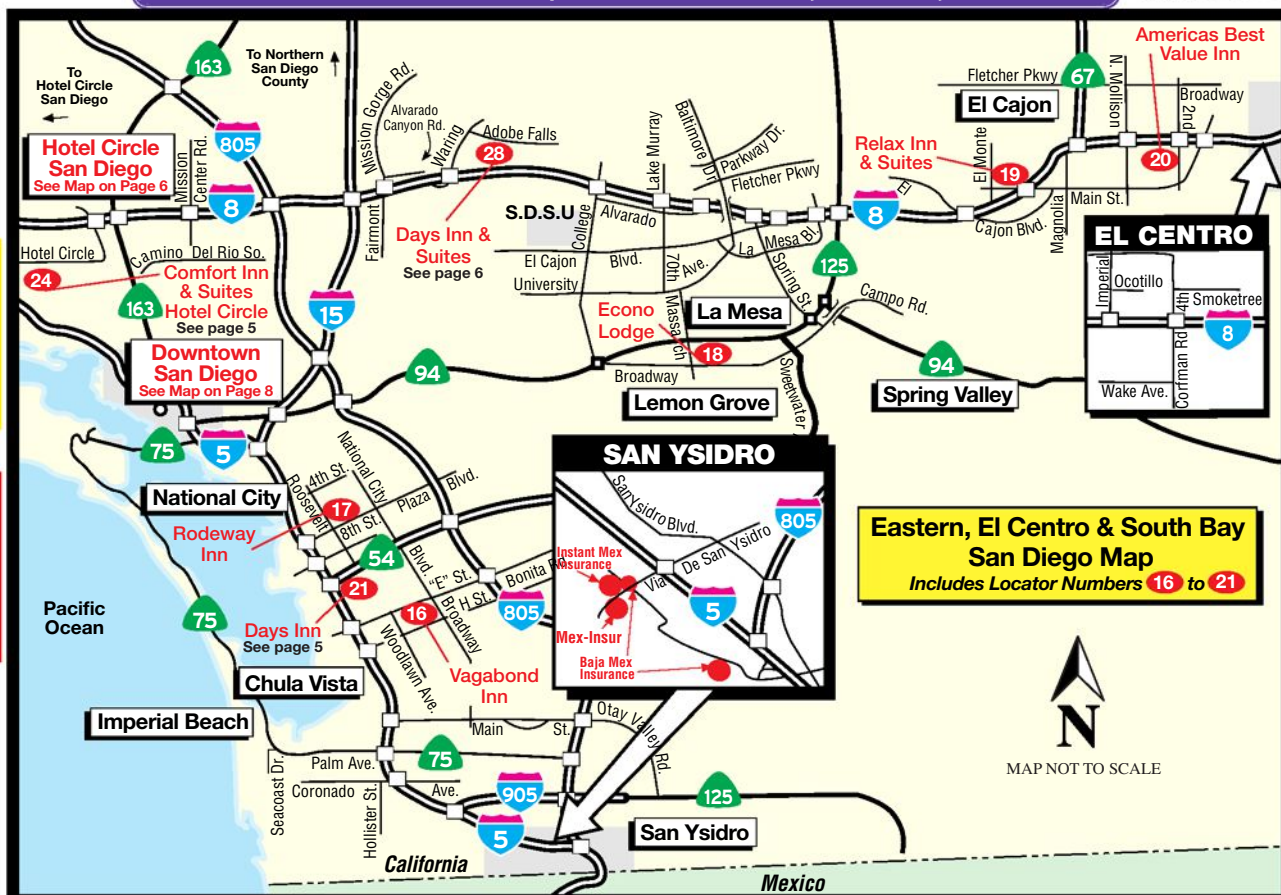 To
Hotel Circle
San Diego
163
To Northern
San Diego
County
Hotel Circle
San Diego
See Map on Page 6
805
8
Mission
Center Rd.
Mission Gorge Rd.
Alvarado
Canyon Rd.
Waring
Adobe Falls
28
Fairmont
Days Inn &
Suites
See page 6
S.D.S.U
College
Alvarado
Lake Murray
Baltimore Dr.
Parkway Dr.
Fletcher Pkwy
El Cajon
Blvd.
University
Ave.
70th
La Mesa Bl.
Spring St.
125
8
El
Cajon Blvd.
Relax Inn
& Suites
19
El Monte
Magnolia
Main St.
Fletcher Pkwy
67
El Cajon
N. Mollison
Americas Best
Value Inn
Broadway
2nd
20
Hotel Circle
24
Camino Del Rio So.
Comfort Inn
& Suites
Hotel Circle
See page 5
163
15
Downtown
San Diego
See Map on Page 8
94
Econo
Lodge
Massach
18
La Mesa
Broadway
Lemon Grove
Campo Rd.
Sweetwater
94
Spring Valley
EL CENTRO
Imperial
Ocotillo
4th
Smoketree
8
Wake Ave.
Corfman Rd
75
5
National City
Rodeway
Inn
4th St.
Roosevelt
17
8th St.
National City
Blvd.
Plaza Blvd.
54
21
Days Inn
See page 5
"E" St.
H St.
Bonita Rd
Broadway
16
Woodlawn Ave.
Vagabond
Inn
805
Chula Vista
Imperial Beach
Pacific
Ocean
75
SAN YSIDRO
SanYsidro Blvd.
805
Via De San Ysidro
5
Instant Mex
Insurance
Mex-Insur
Baja Mex
Insurance
Eastern, El Centro & South Bay
San Diego Map
Includes Locator Numbers 16 to 21
N
MAP NOT TO SCALE
Main St.
Otay Valley Rd.
Palm Ave.
75
Seacoast Dr.
Coronado Ave.
Hollister St.
905
125
5
San Ysidro
California
Mexico